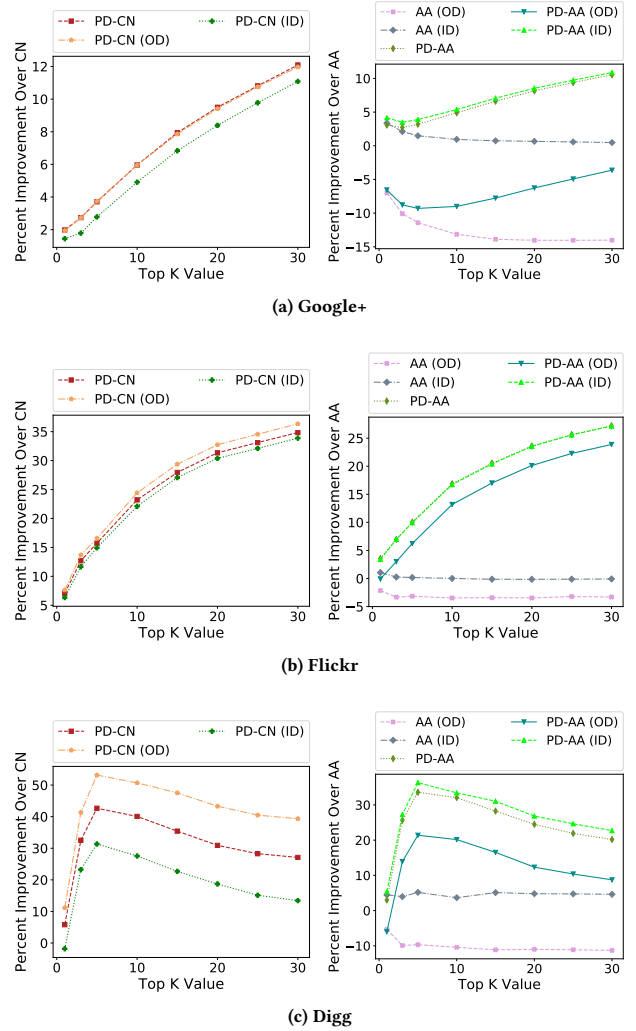 PD-CN
PD-CN (OD)
PD-CN (ID)
Percent Improvement Over CN
12
10
8
6
4
2
0
10
20
30
Top K Value
AA (OD)
AA (ID)
PD-AA
PD-AA (OD)
PD-AA (ID)
Percent Improvement Over AA
10
5
0
−5
−10
−15
0
10
20
30
Top K Value
(a) Google+
PD-CN
PD-CN (OD)
PD-CN (ID)
Percent Improvement Over CN
35
30
25
20
15
10
5
0
10
20
30
Top K Value
AA (OD)
AA (ID)
PD-AA
PD-AA (OD)
PD-AA (ID)
Percent Improvement Over AA
25
20
15
10
5
0
−5
0
10
20
30
Top K Value
(b) Flickr
PD-CN
PD-CN (OD)
PD-CN (ID)
Percent Improvement Over CN
50
40
30
20
10
0
0
10
20
30
Top K Value
AA (OD)
AA (ID)
PD-AA
PD-AA (OD)
PD-AA (ID)
Percent Improvement Over AA
30
20
10
0
−10
0
10
20
30
Top K Value
(c) Digg